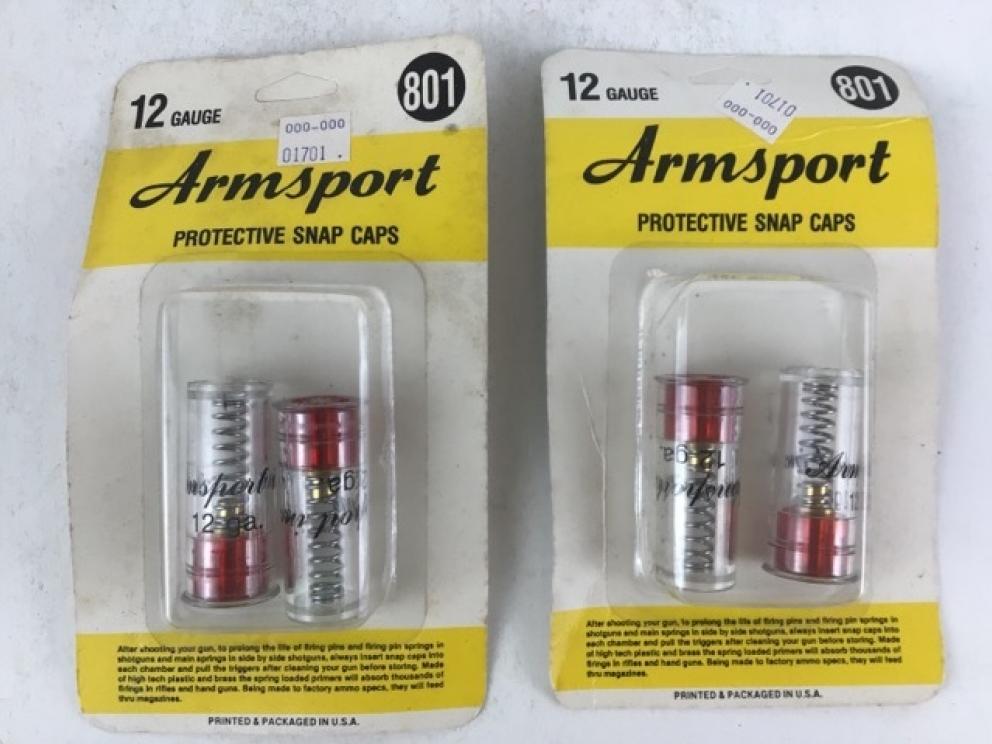 12 GAUGE
801
000-000
01701 .
Armsport
PROTECTIVE SNAP CAPS
msport
12 ga.
ga.
After shooting your gun, to prolong the life of firing pins and firing pin springs in
shotguns and main springs in side by side shotguns, always insert snap caps into
each chamber and pull the triggers after cleaning your gun before storing. Made
of high tech plastic and brass the spring loaded primers will absorb thousands of
firings in rifles and hand guns. Being made to factory ammo specs, they will feed
thru magazines.
PRINTED & PACKAGED IN U.S.A.
12 GAUGE
801
01701
000-000
Armsport
PROTECTIVE SNAP CAPS
12 ga.
Arm
After shooting your gun, to prolong the life of firing pins and firing pin springs in
shotguns and main springs in side by side shotguns, always insert snap caps into
each chamber and pull the triggers after cleaning your gun before storing. Made
of high tech plastic and brass the spring loaded primers will absorb thousands of
firings in rifles and hand guns. Being made to factory ammo specs, they will feed
thru magazines.
PRINTED & PACKAGED IN U.S.A.